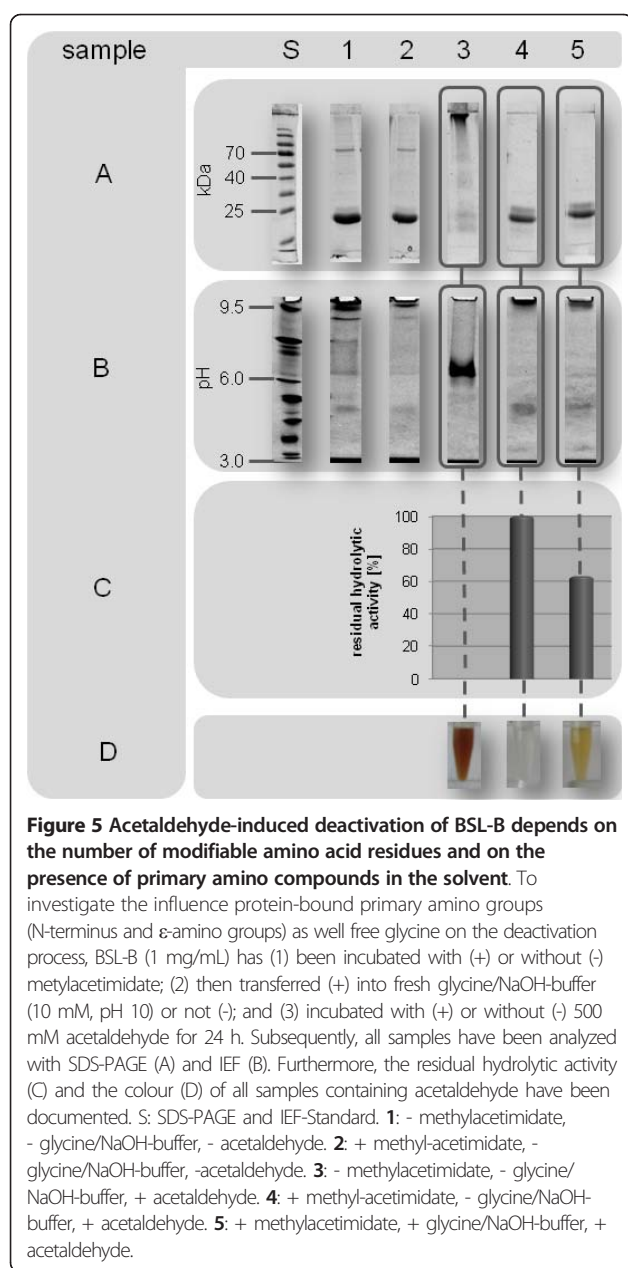 sample S 1 2 3 4 5
A
kDa
70
40
25
B
pH
9.5
6.0
3.0
C
residual hydrolytic
activity [%]
100
80
60
40
20
0
D
Figure 5 Acetaldehyde-induced deactivation of BSL-B depends on
the number of modifiable amino acid residues and on the
presence of primary amino compounds in the solvent. To
investigate the influence protein-bound primary amino groups
(N-terminus and ε-amino groups) as well free glycine on the deactivation
process, BSL-B (1 mg/mL) has (1) been incubated with (+) or without (-)
metylacetimidate; (2) then transferred (+) into fresh glycine/NaOH-buffer
(10 mM, pH 10) or not (-); and (3) incubated with (+) or without (-) 500
mM acetaldehyde for 24 h. Subsequently, all samples have been analyzed
with SDS-PAGE (A) and IEF (B). Furthermore, the residual hydrolytic activity
(C) and the colour (D) of all samples containing acetaldehyde have been
documented. S: SDS-PAGE and IEF-Standard. 1: - methylacetimidate,
- glycine/NaOH-buffer, - acetaldehyde. 2: + methyl-acetimidate, -
glycine/NaOH-buffer, -acetaldehyde. 3: - methylacetimidate, - glycine/
NaOH-buffer, + acetaldehyde. 4: + methyl-acetimidate, - glycine/NaOH-
buffer, + acetaldehyde. 5: + methylacetimidate, + glycine/NaOH-buffer, +
acetaldehyde.